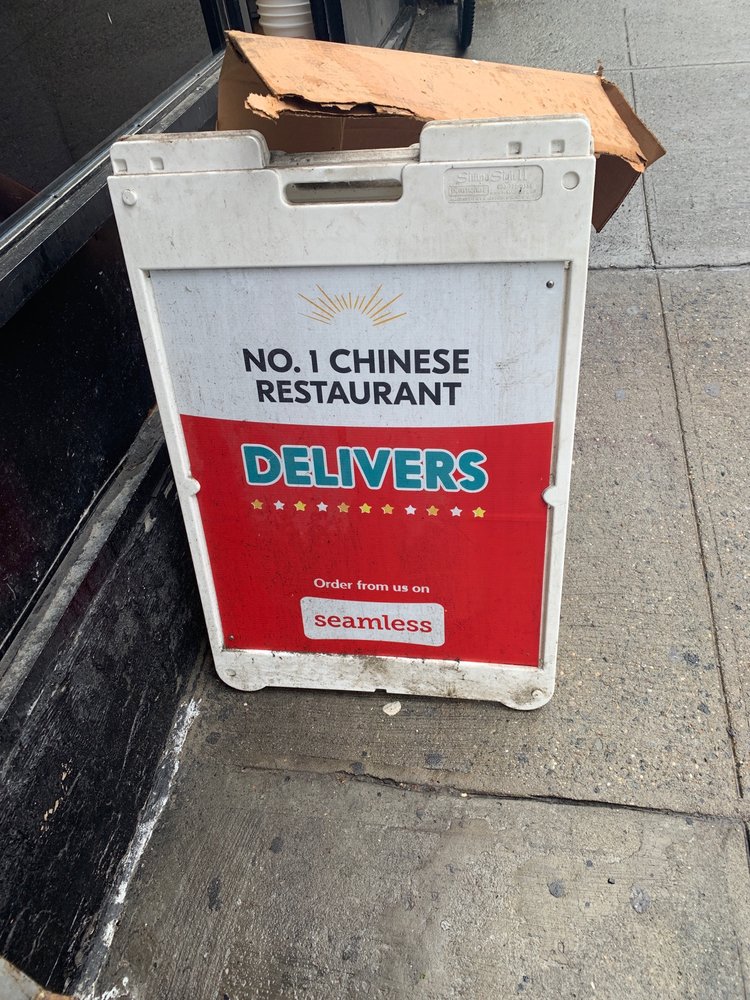 NO. 1 CHINESE
RESTAURANT
DELIVERS
Order from us on
seamless